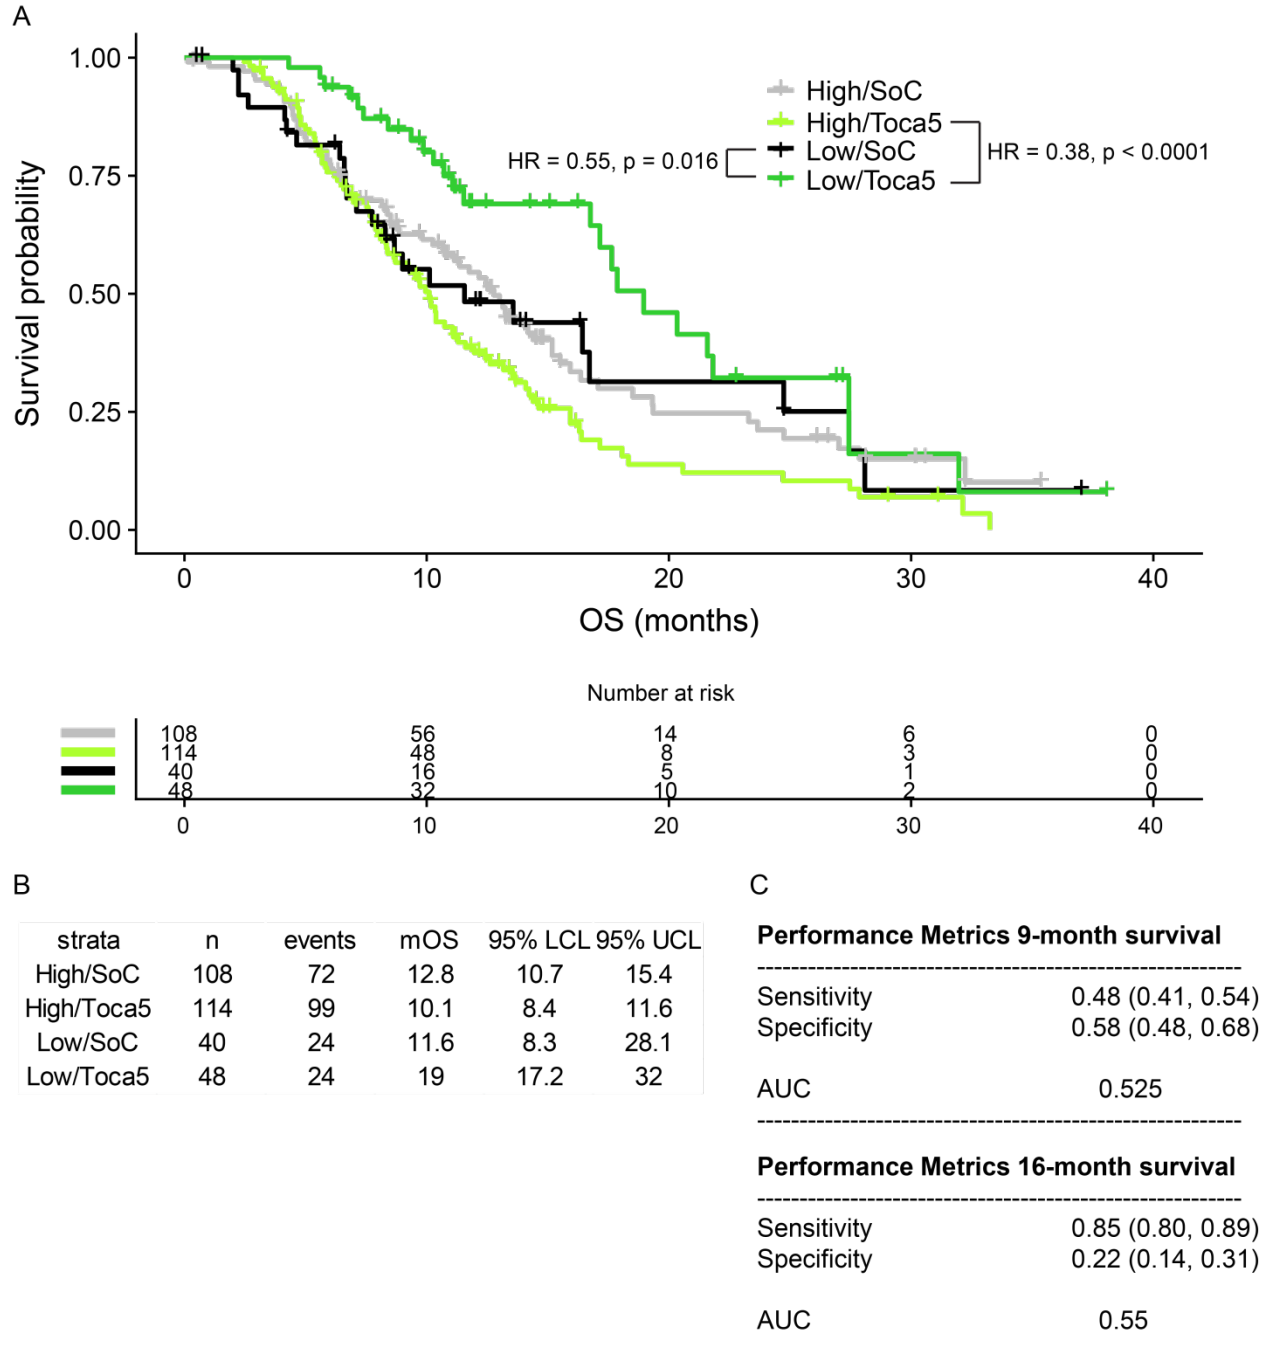 A
Survival probability
1.00
0.75
0.50
0.25
0.00
High/SoC
High/Toca5
Low/SoC
Low/Toca5
HR = 0.55, p = 0.016
HR = 0.38, p < 0.0001
0 10 20 30 40
OS (months)
Number at risk
108 56 14 6 0
114 48 8 3 0
40 16 5 1 0
48 32 10 2 0
0 10 20 30 40
B
strata n events mOS 95% LCL 95% UCL
High/SoC 108 72 12.8 10.7 15.4
High/Toca5 114 99 10.1 8.4 11.6
Low/SoC 40 24 11.6 8.3 28.1
Low/Toca5 48 24 19 17.2 32
C
Performance Metrics 9-month survival
Sensitivity 0.48 (0.41, 0.54)
Specificity 0.58 (0.48, 0.68)
AUC 0.525
Performance Metrics 16-month survival
Sensitivity 0.85 (0.80, 0.89)
Specificity 0.22 (0.14, 0.31)
AUC 0.55